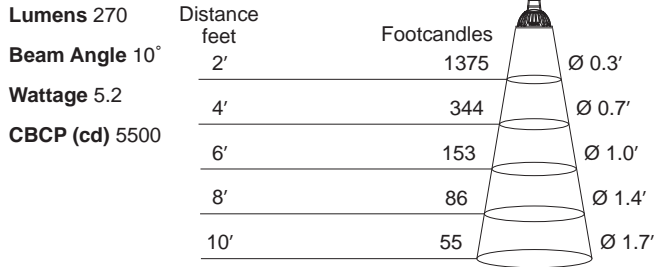 Lumens 270
Beam Angle 10˚
Wattage 5.2
CBCP (cd) 5500
Distance
feet
Footcandles
2′ 1375 Ø 0.3′
4′ 344 Ø 0.7′
6′ 153 Ø 1.0′
8′ 86 Ø 1.4′
10′ 55 Ø 1.7′